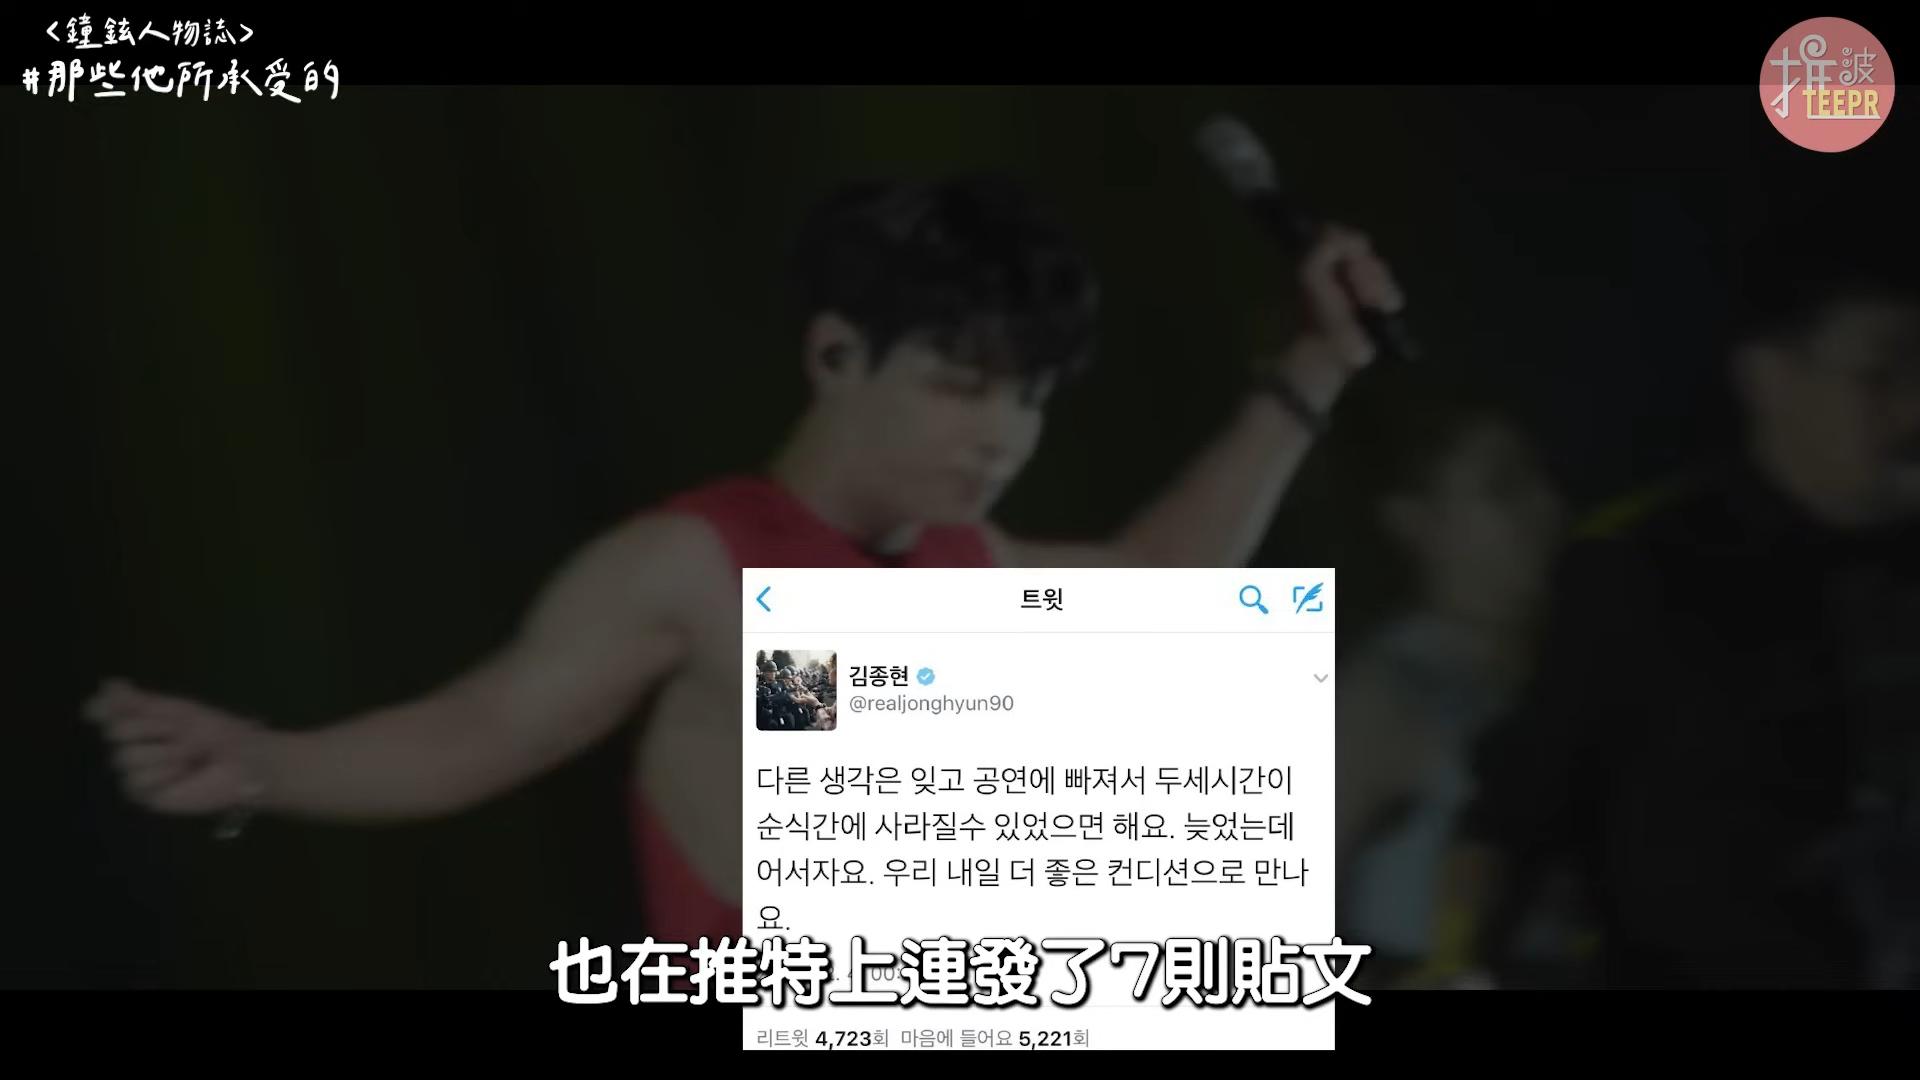 <鐘鉉人物誌>
#那些他所承受的
推波
TEEPR
트윗
김종현
@realjonghyun90
다른 생각은 잊고 공연에 빠져서 두세시간이
순식간에 사라질수 있었으면 해요. 늦었는데
어서자요. 우리 내일 더 좋은 컨디션으로 만나
요.
也在推特上連發了7則貼文
리트윗 4,723회 마음에 들어요 5,221회